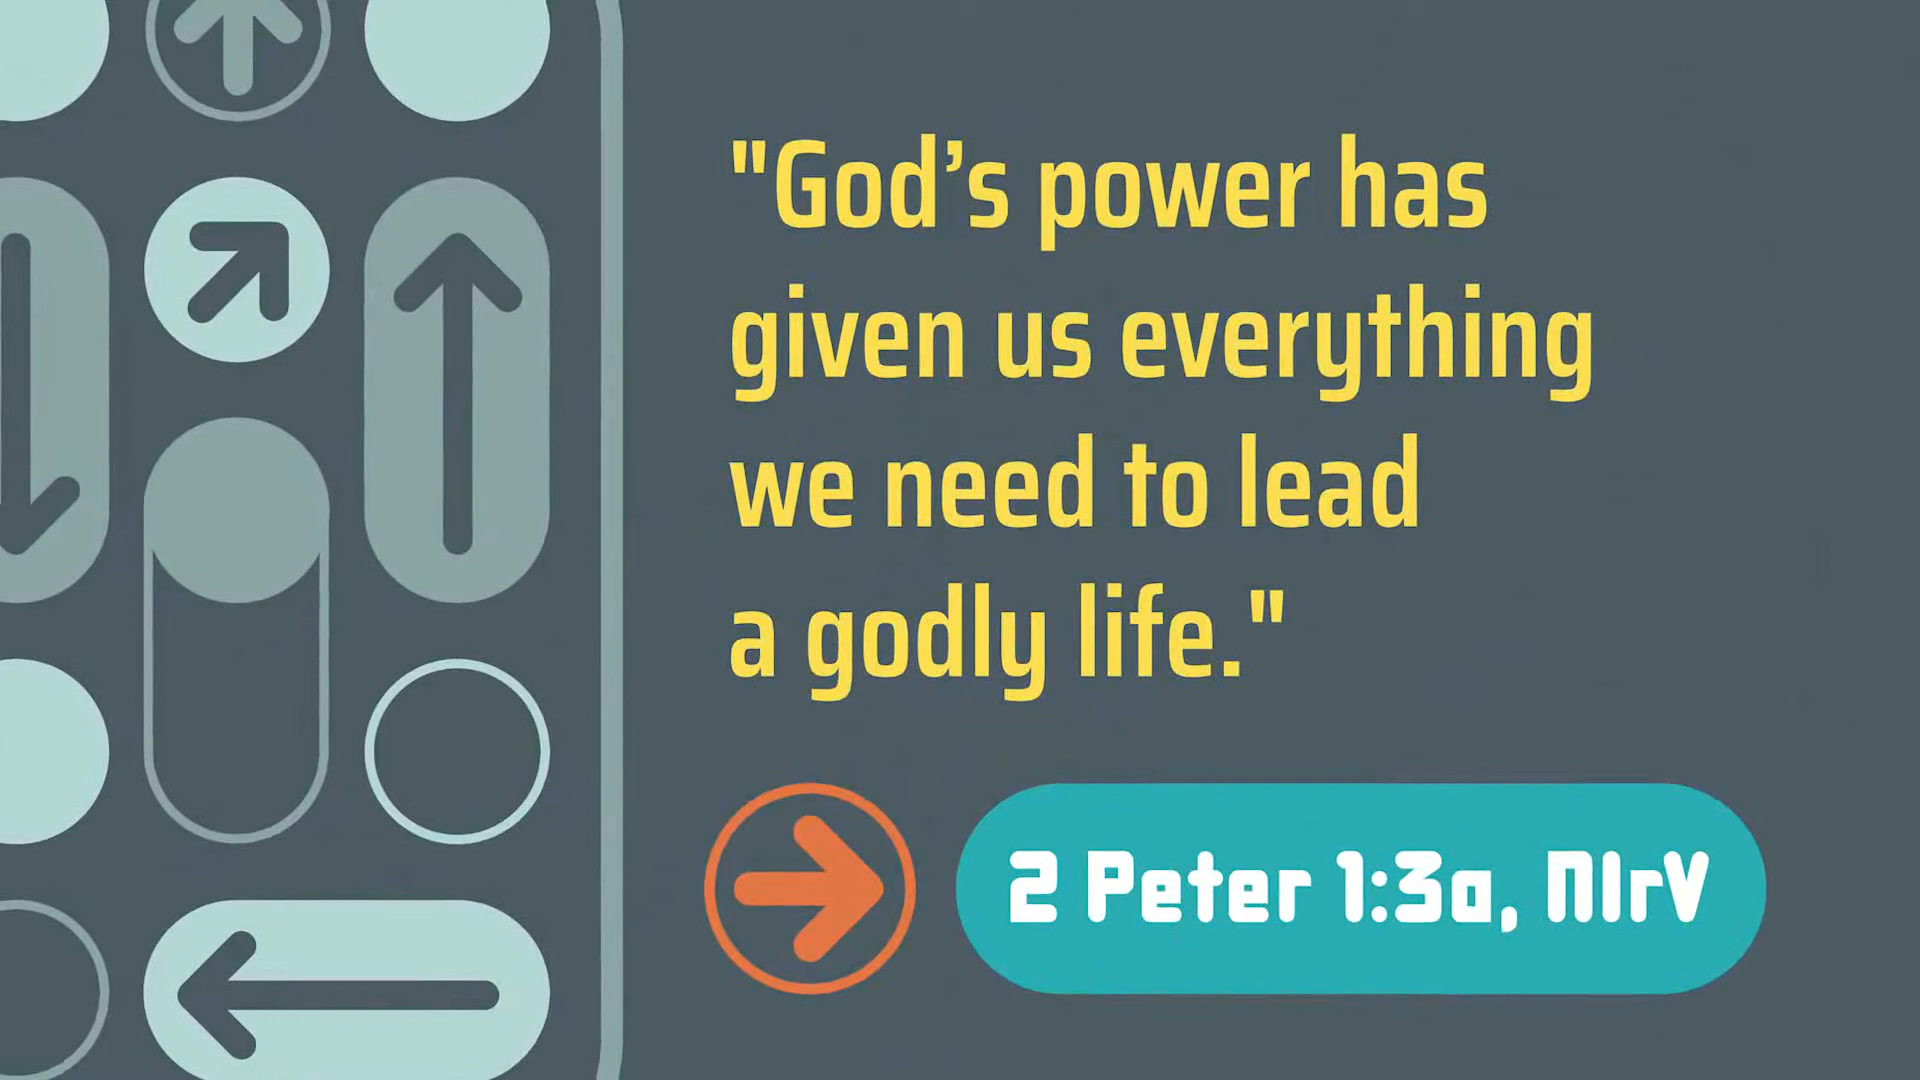 "God’s power has
given us everything
we need to lead
a godly life."
2 Peter 1:3a, NIrV